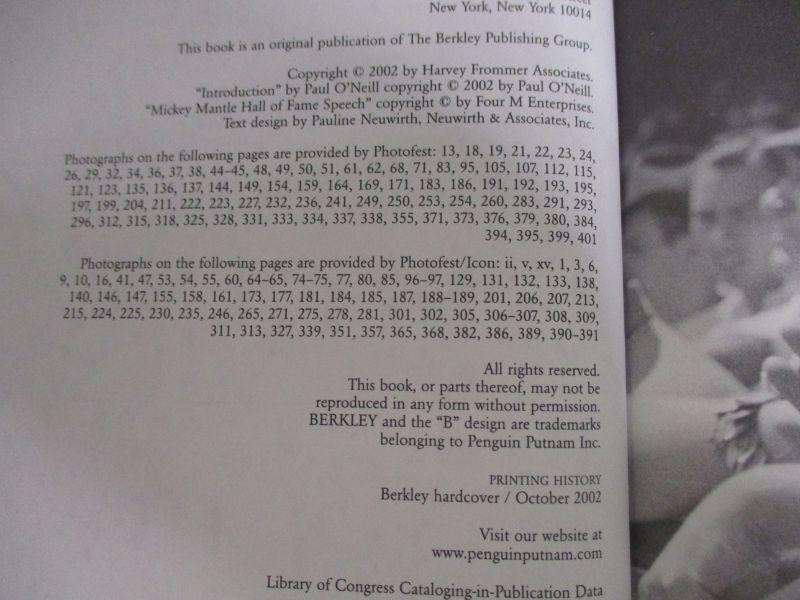 New York, New York 10014
This book is an original publication of The Berkley Publishing Group.
Copyright © 2002 by Harvey Frommer Associates.
"Introduction" by Paul O'Neill copyright © 2002 by Paul O'Neill.
"Mickey Mantle Hall of Fame Speech" copyright © by Four M Enterprises.
Text design by Pauline Neuwirth, Neuwirth & Associates, Inc.
Photographs on the following pages are provided by Photofest: 13, 18, 19, 21, 22, 23, 24,
26, 29, 32, 34, 36, 37, 38, 44–45, 48, 49, 50, 51, 61, 62, 68, 71, 83, 95, 105, 107, 112, 115,
121, 123, 135, 136, 137, 144, 149, 154, 159, 164, 169, 171, 183, 186, 191, 192, 193, 195,
197, 199, 204, 211, 222, 223, 227, 232, 236, 241, 249, 250, 253, 254, 260, 283, 291, 293,
296, 312, 315, 318, 325, 328, 331, 333, 334, 337, 338, 355, 371, 373, 376, 379, 380, 384,
394, 395, 399, 401
Photographs on the following pages are provided by Photofest/Icon: ii, v, xv, 1, 3, 6,
9, 10, 16, 41, 47, 53, 54, 55, 60, 64–65, 74–75, 77, 80, 85, 96–97, 129, 131, 132, 133, 138,
140, 146, 147, 155, 158, 161, 173, 177, 181, 184, 185, 187, 188–189, 201, 206, 207, 213,
215, 224, 225, 230, 235, 246, 265, 271, 275, 278, 281, 301, 302, 305, 306–307, 308, 309,
311, 313, 327, 339, 351, 357, 365, 368, 382, 386, 389, 390–391
All rights reserved.
This book, or parts thereof, may not be
reproduced in any form without permission.
BERKLEY and the "B" design are trademarks
belonging to Penguin Putnam Inc.
PRINTING HISTORY
Berkley hardcover / October 2002
Visit our website at
www.penguinputnam.com
Library of Congress Cataloging-in-Publication Data